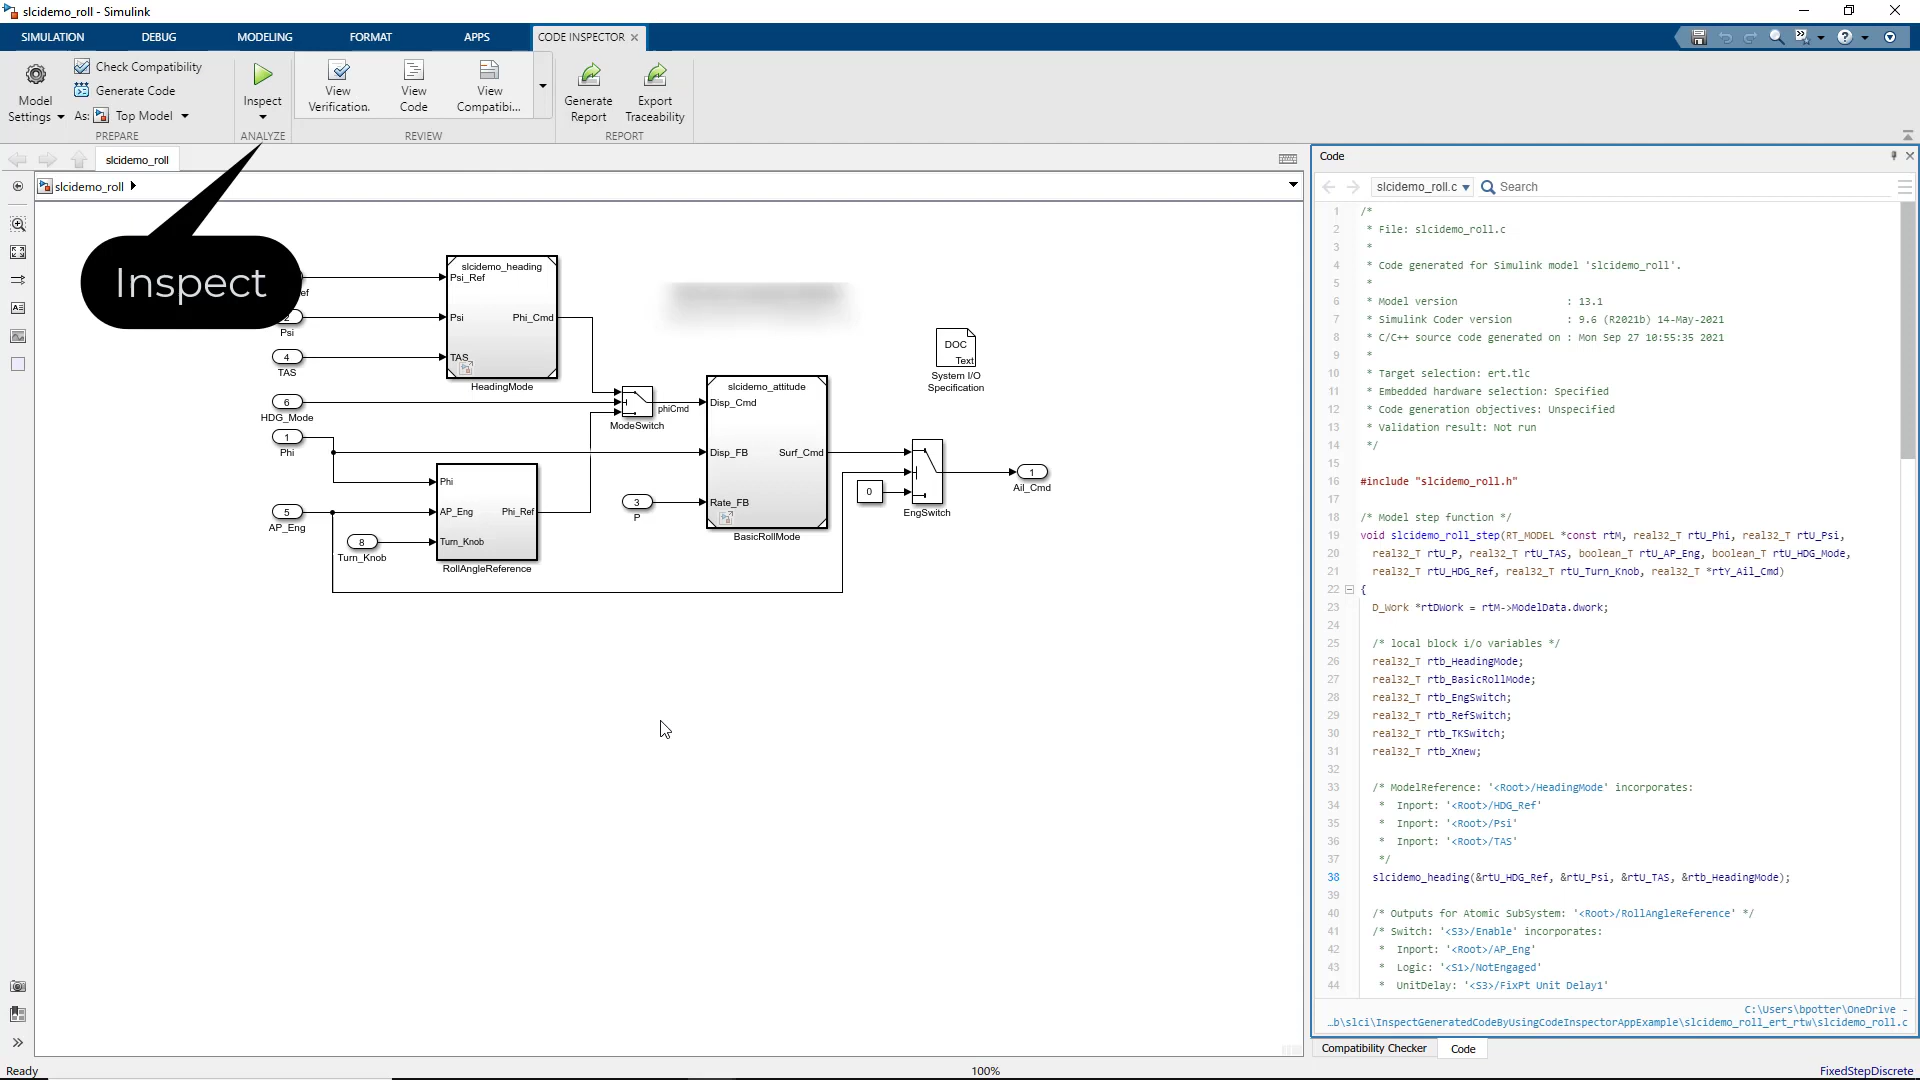 slcidemo_roll - Simulink
SIMULATION DEBUG MODELING FORMAT APPS CODE INSPECTOR
Model Settings
Check Compatibility
Generate Code
As: Top Model
PREPARE
Inspect
ANALYZE
View Verification.
View Code
View Compatibi...
REVIEW
Generate Report
Export Traceability
REPORT
slcidemo_roll
slcidemo_roll
Inspect
ef
2
Psi
4
TAS
6
HDG_Mode
1
Phi
5
AP_Eng
8
Turn_Knob
slcidemo_heading
Psi_Ref
Psi Phi_Cmd
TAS
HeadingMode
Phi
AP_Eng Phi_Ref
Turn_Knob
RollAngleReference
ModeSwitch
phiCmd
3
P
slcidemo_attitude
Disp_Cmd
Disp_FB Surf_Cmd
Rate_FB
BasicRollMode
0
EngSwitch
1
Ail_Cmd
DOC
Text
System I/O
Specification
Code
slcidemo_roll.c Search
1 /*
2 * File: slcidemo_roll.c
3 *
4 * Code generated for Simulink model 'slcidemo_roll'.
5 *
6 * Model version : 13.1
7 * Simulink Coder version : 9.6 (R2021b) 14-May-2021
8 * C/C++ source code generated on : Mon Sep 27 10:55:35 2021
9 *
10 * Target selection: ert.tlc
11 * Embedded hardware selection: Specified
12 * Code generation objectives: Unspecified
13 * Validation result: Not run
14 */
15
16 #include "slcidemo_roll.h"
17
18 /* Model step function */
19 void slcidemo_roll_step(RT_MODEL *const rtM, real32_T rtU_Phi, real32_T rtU_Psi,
20 real32_T rtU_P, real32_T rtU_TAS, boolean_T rtU_AP_Eng, boolean_T rtU_HDG_Mode,
21 real32_T rtU_HDG_Ref, real32_T rtU_Turn_Knob, real32_T *rtY_Ail_Cmd)
22 {
23 D_Work *rtDWork = rtM->ModelData.dwork;
24
25 /* local block i/o variables */
26 real32_T rtb_HeadingMode;
27 real32_T rtb_BasicRollMode;
28 real32_T rtb_EngSwitch;
29 real32_T rtb_RefSwitch;
30 real32_T rtb_TKSwitch;
31 real32_T rtb_Xnew;
32
33 /* ModelReference: '<Root>/HeadingMode' incorporates:
34 * Inport: '<Root>/HDG_Ref'
35 * Inport: '<Root>/Psi'
36 * Inport: '<Root>/TAS'
37 */
38 slcidemo_heading(&rtU_HDG_Ref, &rtU_Psi, &rtU_TAS, &rtb_HeadingMode);
39
40 /* Outputs for Atomic SubSystem: '<Root>/RollAngleReference' */
41 /* Switch: '<S3>/Enable' incorporates:
42 * Inport: '<Root>/AP_Eng'
43 * Logic: '<S1>/NotEngaged'
44 * UnitDelay: '<S3>/FixPt Unit Delay1'
C:\Users\bpotter\OneDrive -
...b\slci\InspectGeneratedCodeByUsingCodeInspectorAppExample\slcidemo_roll_ert_rtw\slcidemo_roll.c
Compatibility Checker Code
Ready 100% FixedStepDiscrete